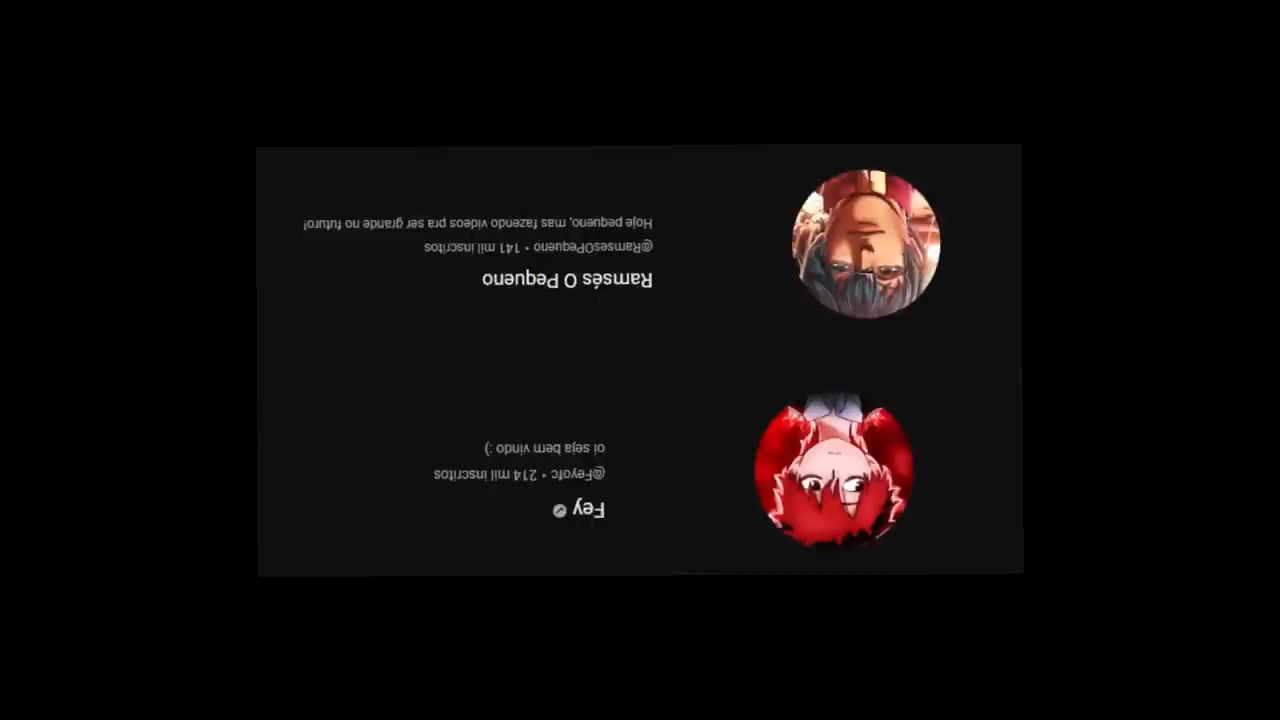 Fey
@Feyofc • 214 mil inscritos
oi seja bem vindo :)
Ramsés O Pequeno
@RamsesOPequeno • 141 mil inscritos
Hoje pequeno, mas fazendo videos pra ser grande no futuro!